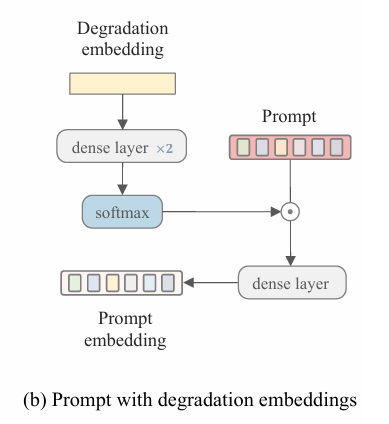 Degradation
embedding
dense layer ×2
Prompt
softmax
dense layer
Prompt
embedding
(b) Prompt with degradation embeddings